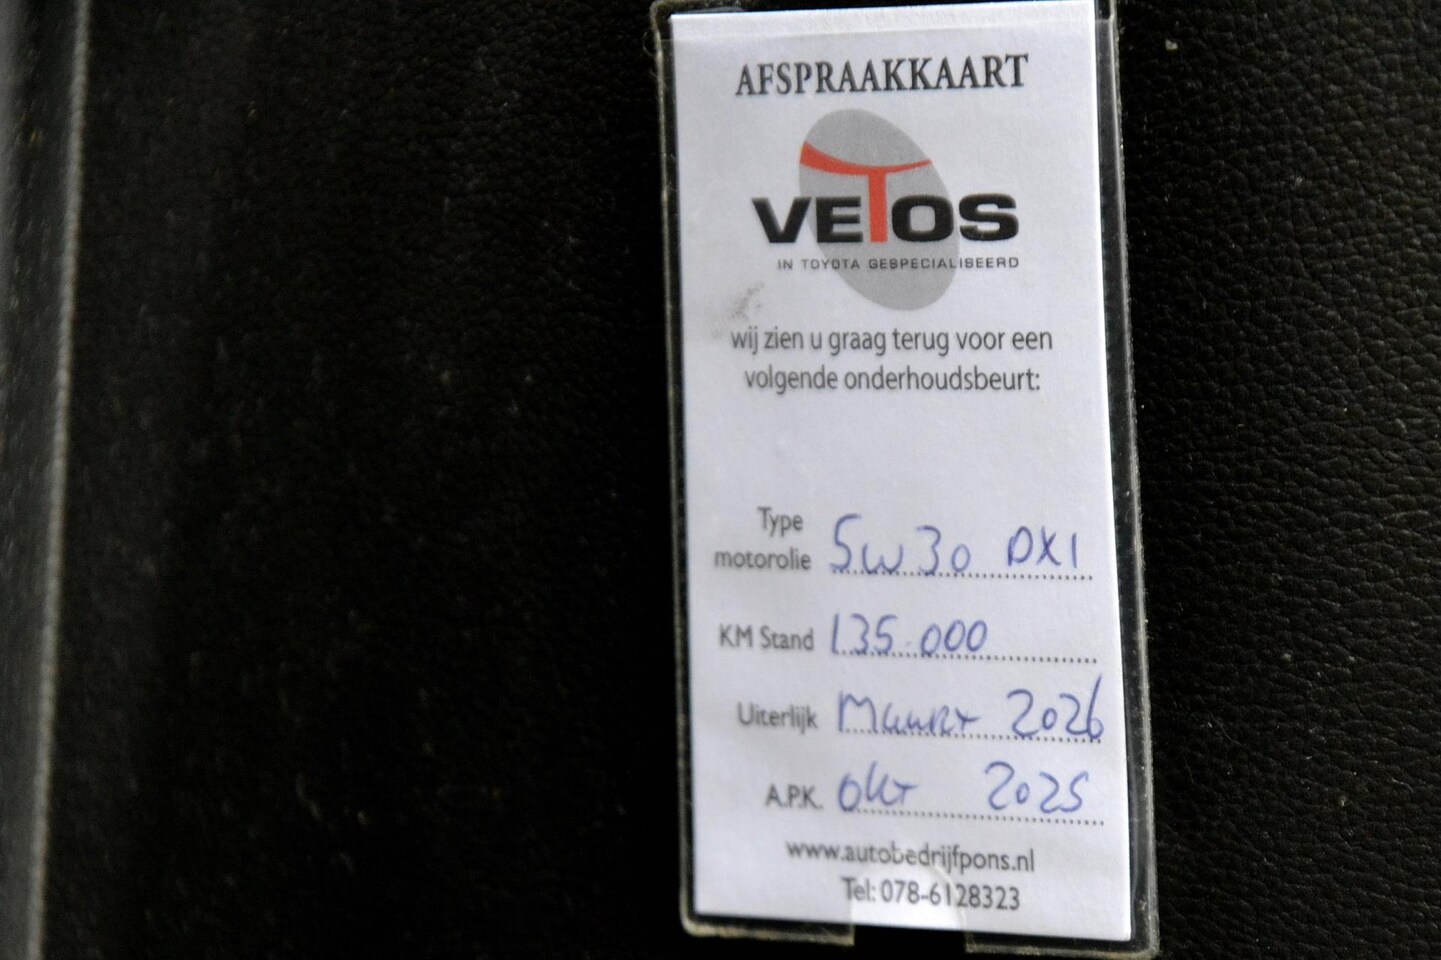 AFSPRAAKKAART
VETOS
IN TOYOTA GESPECIALISEERD
wij zien u graag terug voor een
volgende onderhoudsbeurt:
Type motorolie 5W30 DX1
KM Stand 135.000
Uiterlijk Maart 2026
A.P.K. Okt 2025
www.autobedrijfpons.nl
Tel: 078-6128323